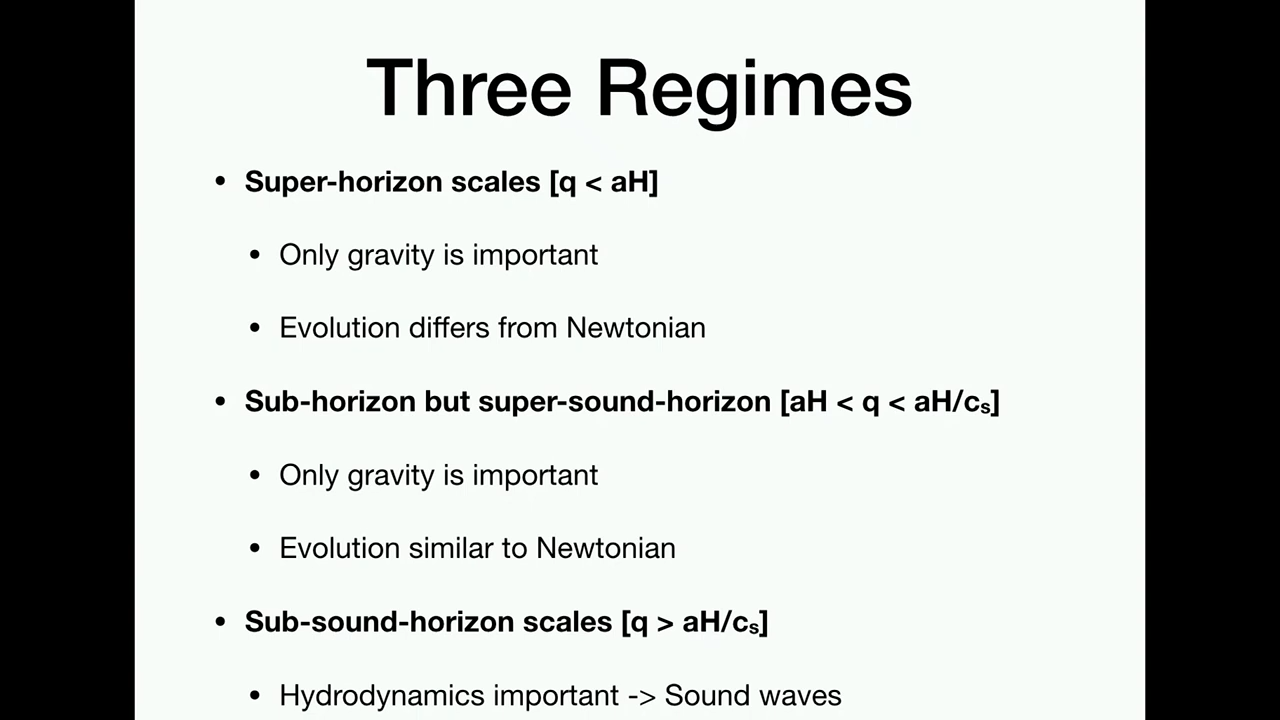 Three Regimes
• Super-horizon scales [q < aH]
• Only gravity is important
• Evolution differs from Newtonian
• Sub-horizon but super-sound-horizon [aH < q < aH/cₛ]
• Only gravity is important
• Evolution similar to Newtonian
• Sub-sound-horizon scales [q > aH/cₛ]
• Hydrodynamics important -> Sound waves